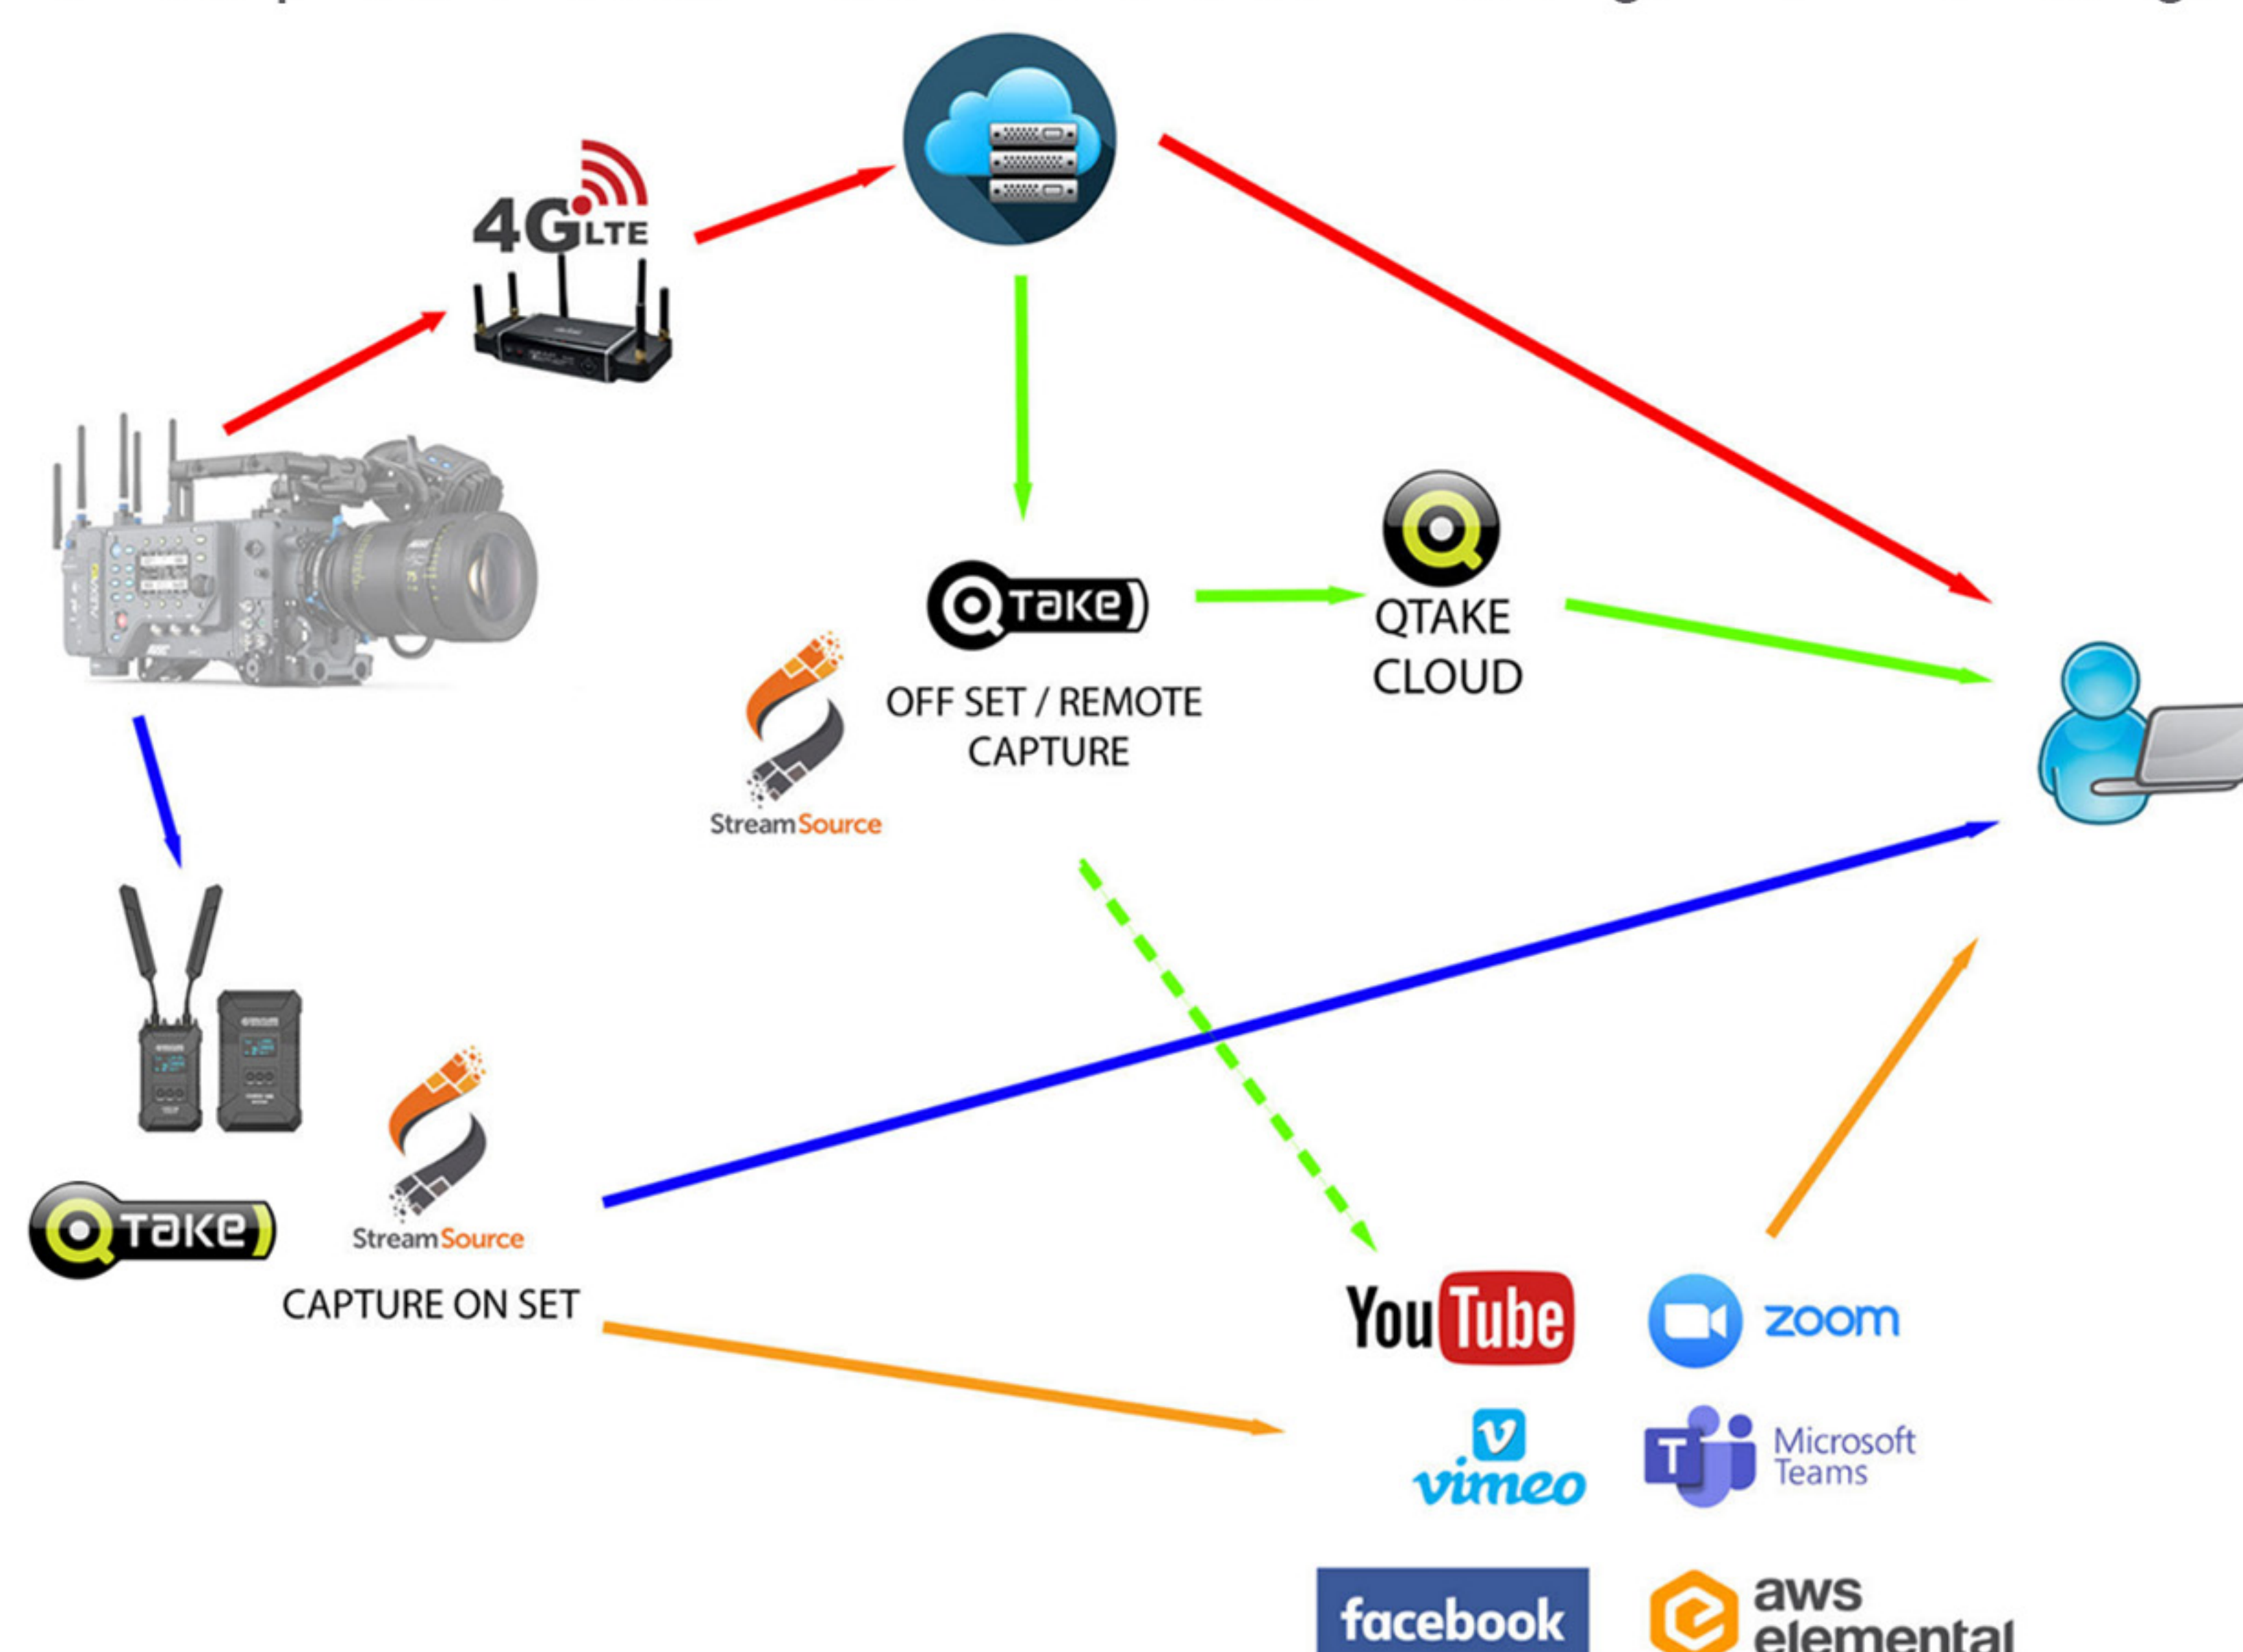 4G LTE
QTAKE
QTAKE
CLOUD
OFF SET / REMOTE
CAPTURE
StreamSource
QTAKE
StreamSource
CAPTURE ON SET
YouTube
zoom
vimeo
Microsoft
Teams
facebook
aws
elemental